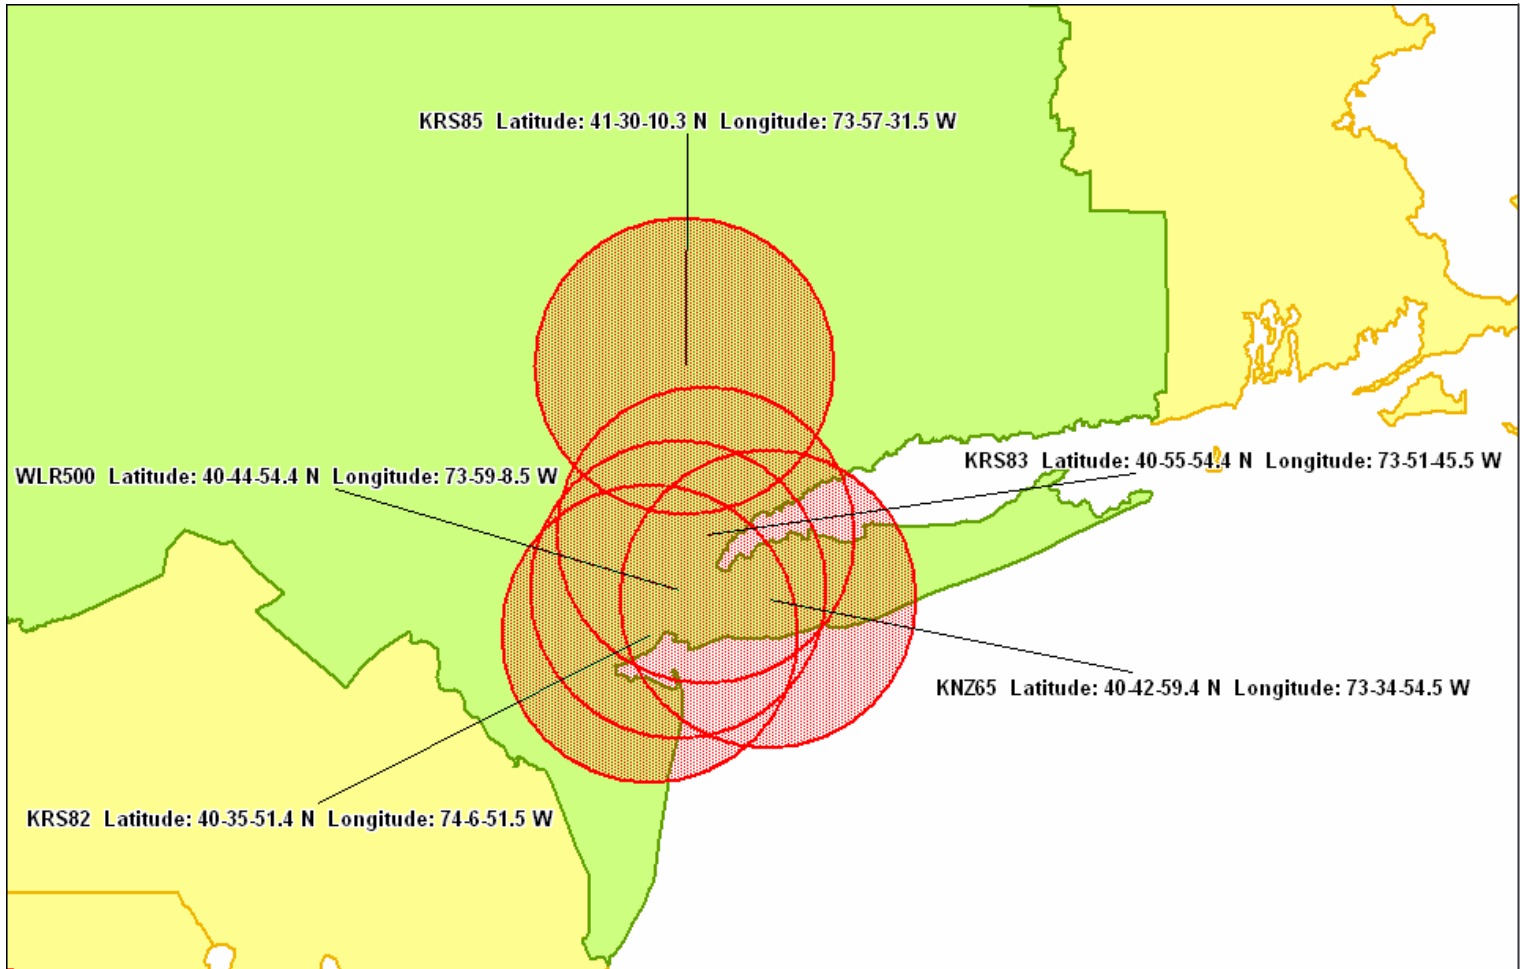 KRS85 Latitude: 41-30-10.3 N Longitude: 73-57-31.5 W
KRS83 Latitude: 40-55-54.4 N Longitude: 73-51-45.5 W
WLR500 Latitude: 40-44-54.4 N Longitude: 73-59-8.5 W
KNZ65 Latitude: 40-42-59.4 N Longitude: 73-34-54.5 W
KRS82 Latitude: 40-35-51.4 N Longitude: 74-6-51.5 W